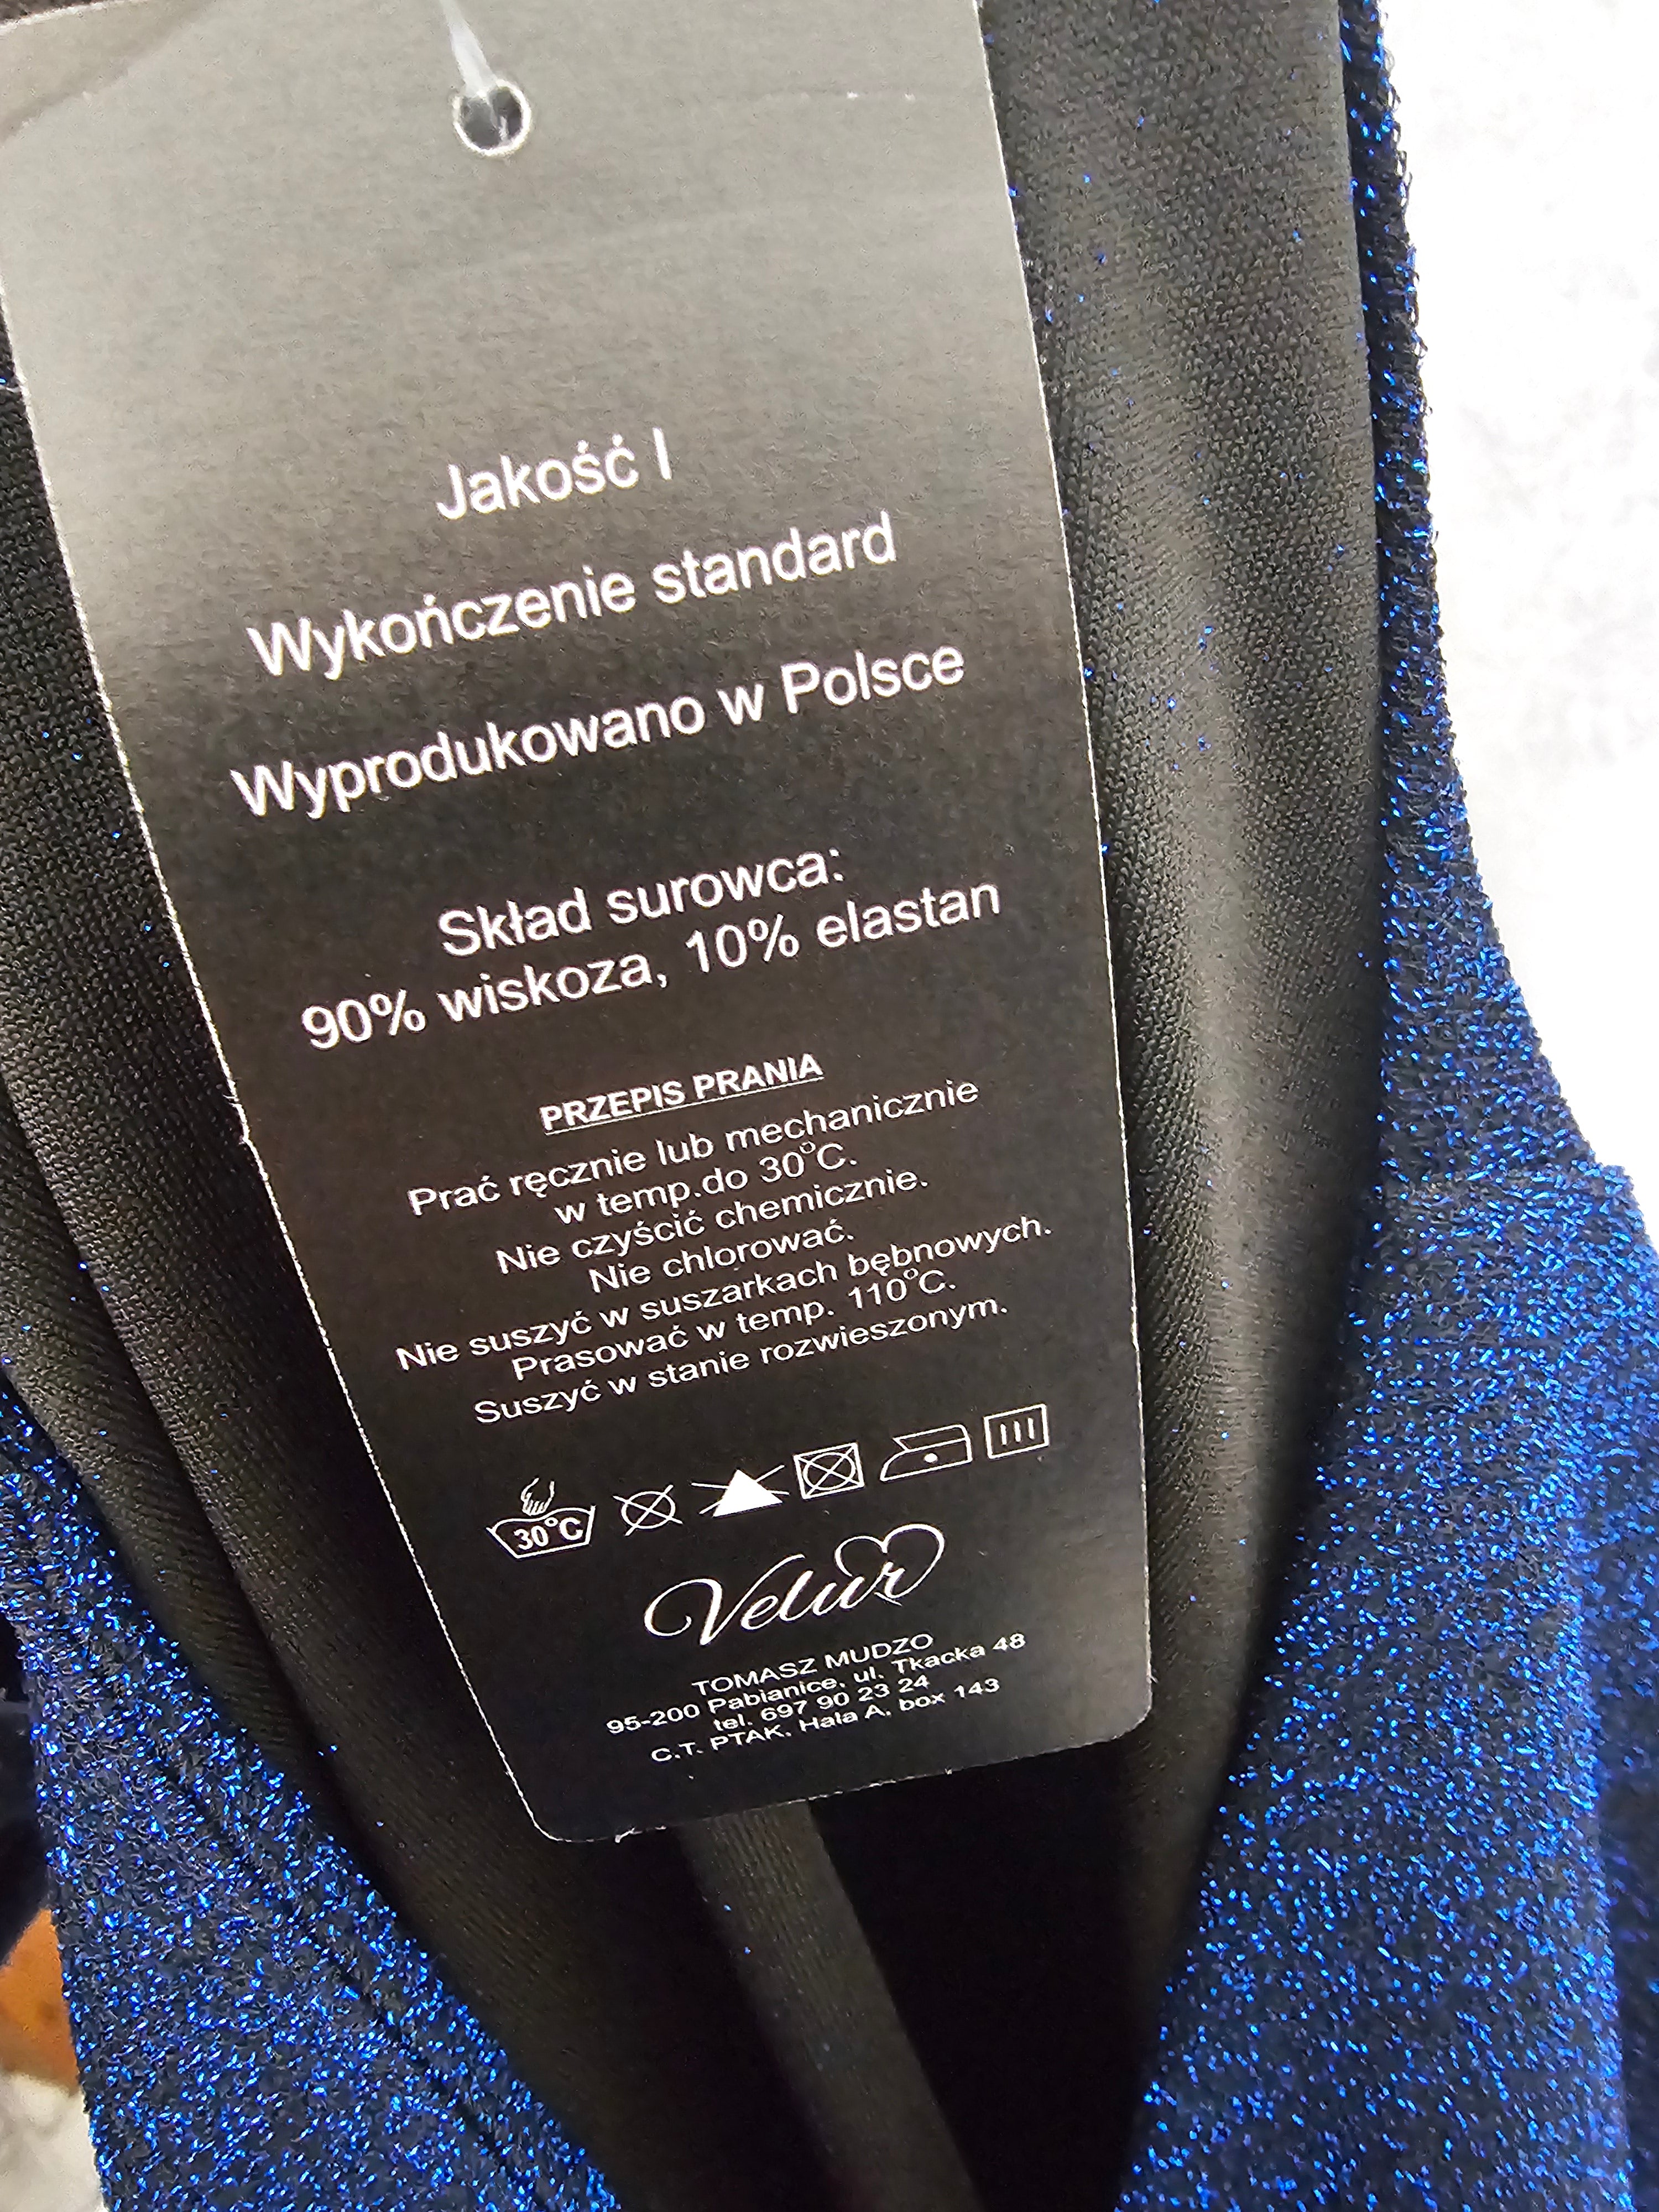 Jakość I
Wykończenie standard
Wyprodukowano w Polsce
Skład surowca:
90% wiskoza, 10% elastan
PRZEPIS PRANIA
Prać ręcznie lub mechanicznie
w temp.do 30°C.
Nie czyścić chemicznie.
Nie chlorować.
Nie suszyć w suszarkach bębnowych.
Prasować w temp. 110°C.
Suszyć w stanie rozwieszonym.
30°C
Velur
TOMASZ MUDZO
95-200 Pabianice, ul. Tkacka 48
tel. 697 90 23 24
C.T. PTAK, Hala A, box 143